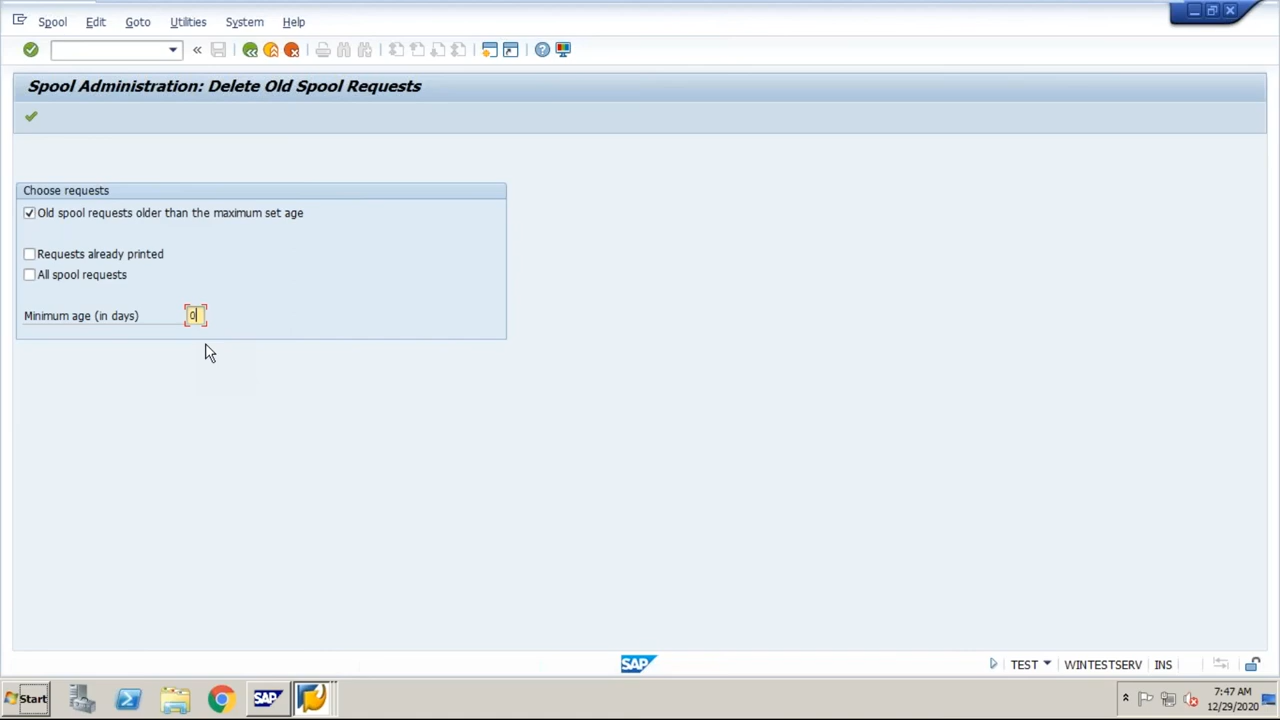 Spool Edit Goto Utilities System Help
Spool Administration: Delete Old Spool Requests
Choose requests
Old spool requests older than the maximum set age
Requests already printed
All spool requests
Minimum age (in days) 0
SAP TEST WINTESTSERV INS
Start SAP 7:47 AM
12/29/2020